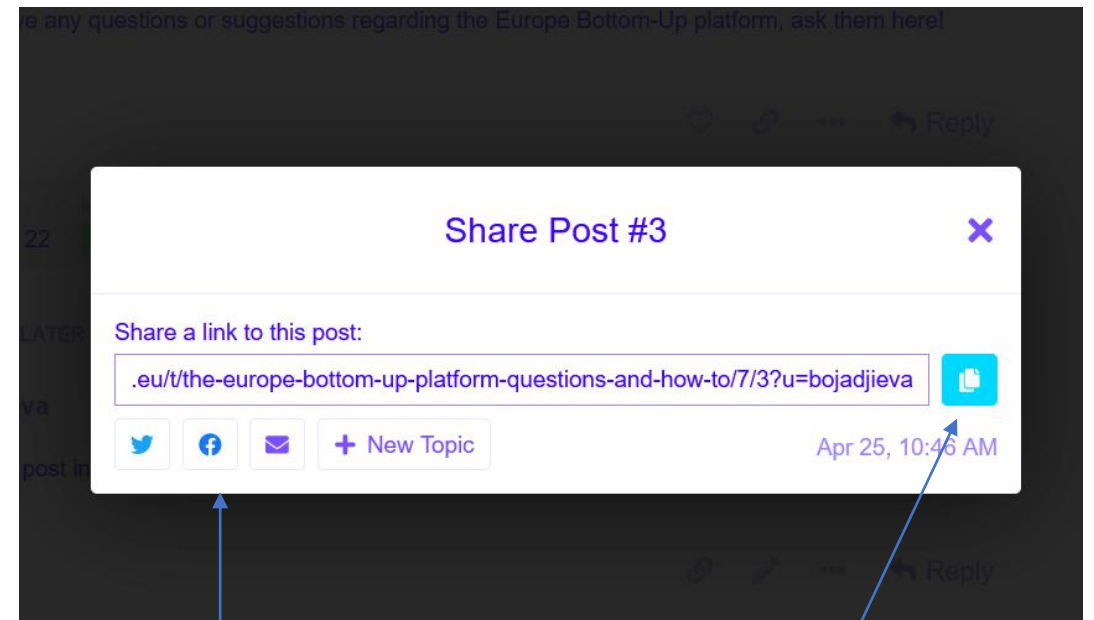 ve any questions or suggestions regarding the Europe Bottom-Up platform, ask them here!
Reply
Share Post #3
22
LATER
Share a link to this post:
.eu/t/the-europe-bottom-up-platform-questions-and-how-to/7/3?u=bojadjieva
va
+ New Topic
Apr 25, 10:46 AM
post in
Reply